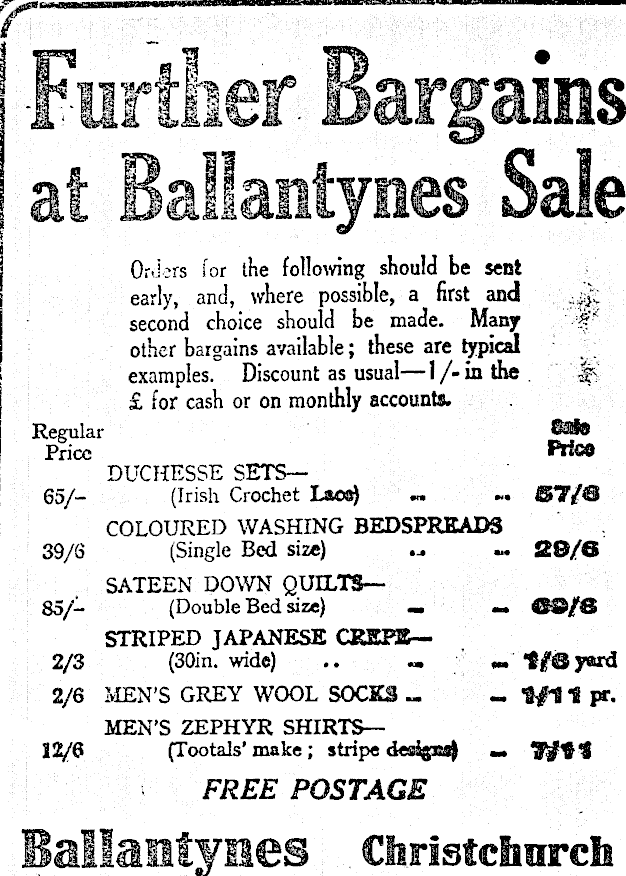 Further Bargains
at Ballantynes Sale
Orders for the following should be sent
early, and, where possible, a first and
second choice should be made. Many
other bargains available; these are typical
examples. Discount as usual—1/- in the
£ for cash or on monthly accounts.
Regular Price Sale Price
DUCHESSE SETS—
65/- (Irish Crochet Lace) .. .. 57/6
COLOURED WASHING BEDSPREADS
39/6 (Single Bed size) .. .. 29/6
SATEEN DOWN QUILTS—
85/- (Double Bed size) .. .. 69/6
STRIPED JAPANESE CREPE—
2/3 (30in. wide) .. .. .. 1/6 yard
2/6 MEN'S GREY WOOL SOCKS .. .. 1/11 pr.
MEN'S ZEPHYR SHIRTS—
12/6 (Tootals' make; stripe designs) .. 7/11
FREE POSTAGE
Ballantynes Christchurch